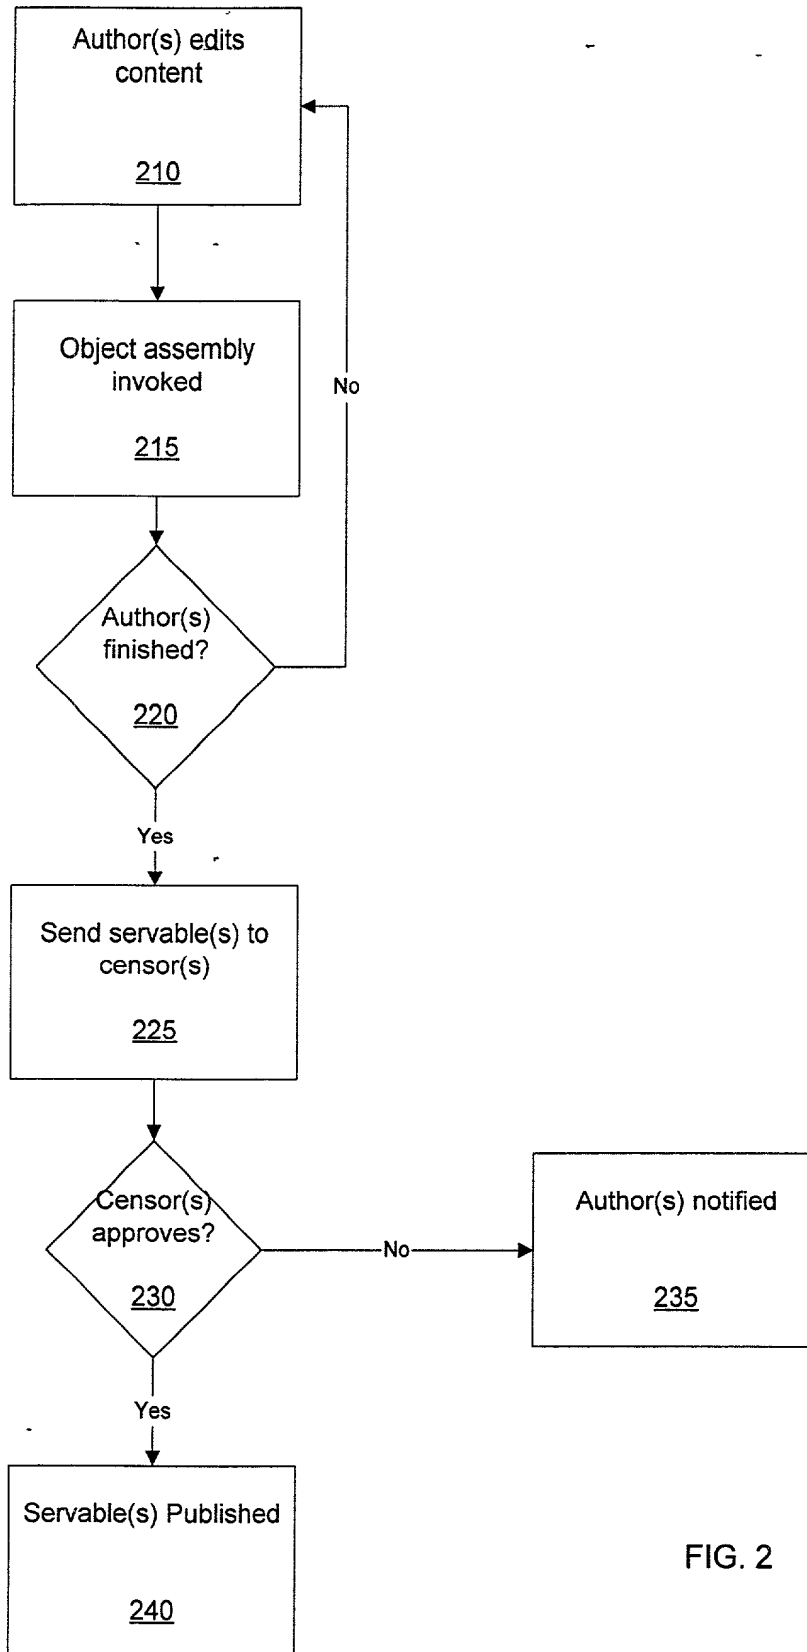 Author(s) edits
content
210
Object assembly
invoked
215
No
Author(s)
finished?
220
Yes
Send servable(s) to
censor(s)
225
Censor(s)
approves?
230
No
Author(s) notified
235
Yes
Servable(s) Published
240
FIG. 2